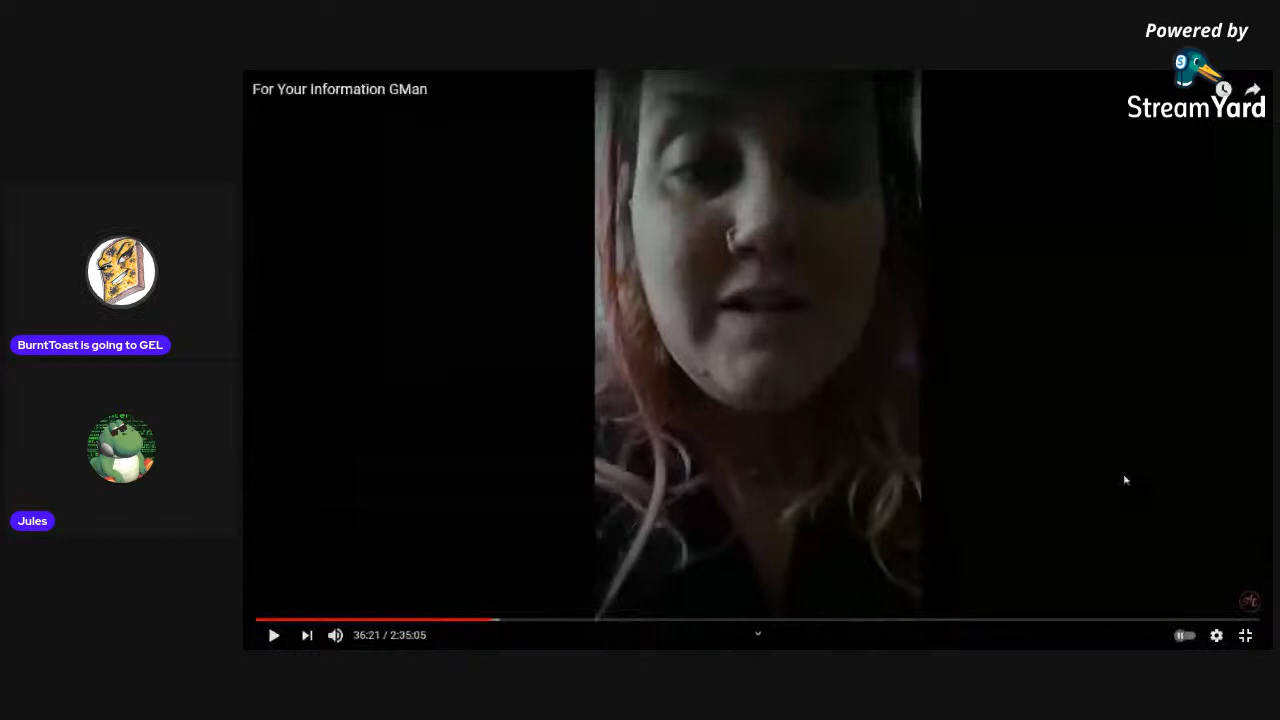 Powered by
StreamYard
For Your Information GMan
BurntToast is going to GEL
Jules
36:21 / 2:35:05